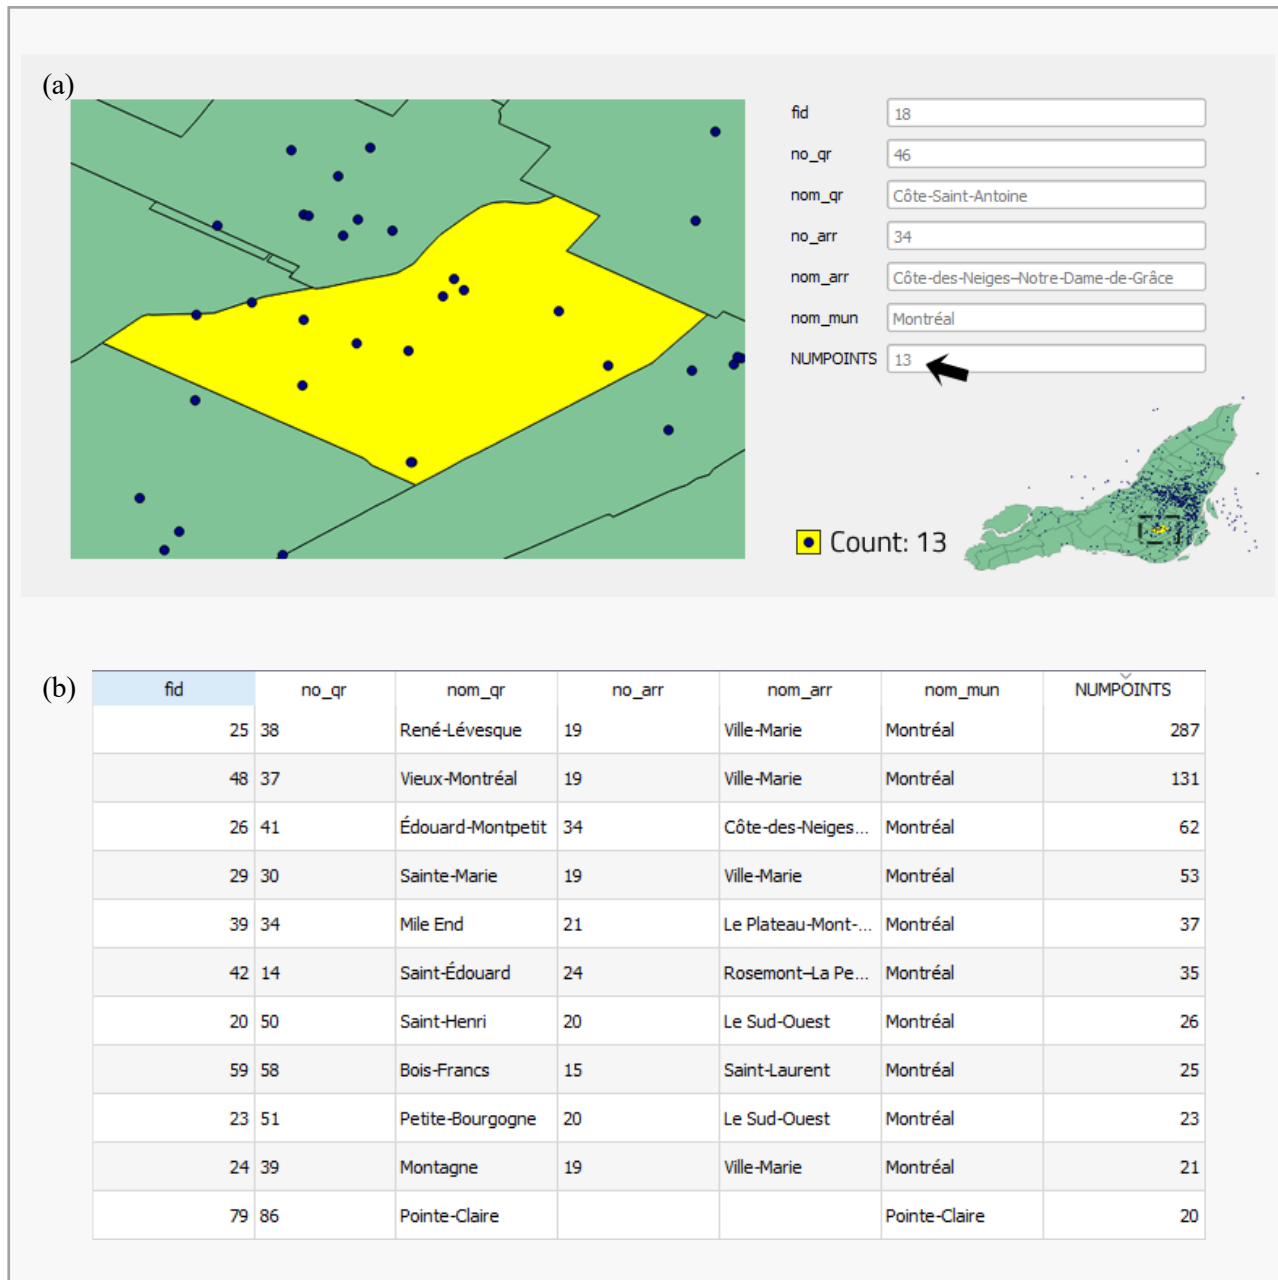 (a)
fid 18
no_qr 46
nom_qr Côte-Saint-Antoine
no_arr 34
nom_arr Côte-des-Neiges–Notre-Dame-de-Grâce
nom_mun Montréal
NUMPOINTS 13
Count: 13
(b)
fid no_qr nom_qr no_arr nom_arr nom_mun NUMPOINTS
25 38 René-Lévesque 19 Ville-Marie Montréal 287
48 37 Vieux-Montréal 19 Ville-Marie Montréal 131
26 41 Édouard-Montpetit 34 Côte-des-Neiges... Montréal 62
29 30 Sainte-Marie 19 Ville-Marie Montréal 53
39 34 Mile End 21 Le Plateau-Mont-... Montréal 37
42 14 Saint-Édouard 24 Rosemont–La Pe... Montréal 35
20 50 Saint-Henri 20 Le Sud-Ouest Montréal 26
59 58 Bois-Francs 15 Saint-Laurent Montréal 25
23 51 Petite-Bourgogne 20 Le Sud-Ouest Montréal 23
24 39 Montagne 19 Ville-Marie Montréal 21
79 86 Pointe-Claire Pointe-Claire 20